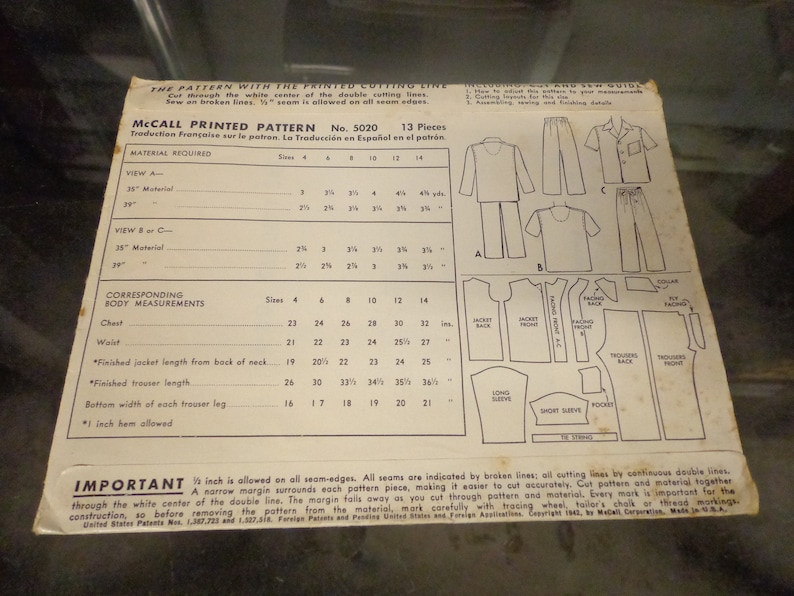 THE PATTERN WITH THE PRINTED CUTTING LINE
Cut through the white center of the double cutting lines.
Sew on broken lines. ½" seam is allowed on all seam edges.
INCLUDING: CUT AND SEW GUIDE
1. How to adjust this pattern to your measurements
2. Cutting layouts for this size
3. Assembling, sewing and finishing details
McCALL PRINTED PATTERN No. 5020 13 Pieces
Traduction Française sur le patron. La Traducción en Español en el patrón.
MATERIAL REQUIRED Sizes 4 6 8 10 12 14
VIEW A—
35" Material 3 3¼ 3½ 4 4⅛ 4¾ yds.
39" " 2½ 2¾ 3⅛ 3¼ 3⅜ 3¾ "
VIEW B or C—
35" Material 2¾ 3 3⅛ 3½ 3¾ 3⅞ "
39" " 2½ 2⅝ 2⅞ 3 3⅜ 3½ "
CORRESPONDING
BODY MEASUREMENTS Sizes 4 6 8 10 12 14
Chest 23 24 26 28 30 32 ins.
Waist 21 22 23 24 25½ 27 "
*Finished jacket length from back of neck 19 20½ 22 23 24 25 "
*Finished trouser length 26 30 33½ 34½ 35½ 36½ "
Bottom width of each trouser leg 16 17 18 19 20 21 "
*1 inch hem allowed
A
B
C
JACKET
BACK
JACKET
FRONT
FACING FRONT A-C
FACING
FRONT
B
FACING
BACK
COLLAR
FLY
FACING
TROUSERS
BACK
TROUSERS
FRONT
LONG
SLEEVE
SHORT SLEEVE
POCKET
TIE STRING
IMPORTANT ½ inch is allowed on all seam-edges. All seams are indicated by broken lines; all cutting lines by continuous double lines.
A narrow margin surrounds each pattern piece, making it easier to cut accurately. Cut pattern and material together
through the white center of the double line. The margin falls away as you cut through pattern and material. Every mark is important for the
construction, so before removing the pattern from the material, mark carefully with tracing wheel, tailor's chalk or thread markings.
United States Patents Nos. 1,387,723 and 1,527,518. Foreign Patents and Pending United States and Foreign Applications. Copyright 1942, by McCall Corporation. Made in U.S.A.